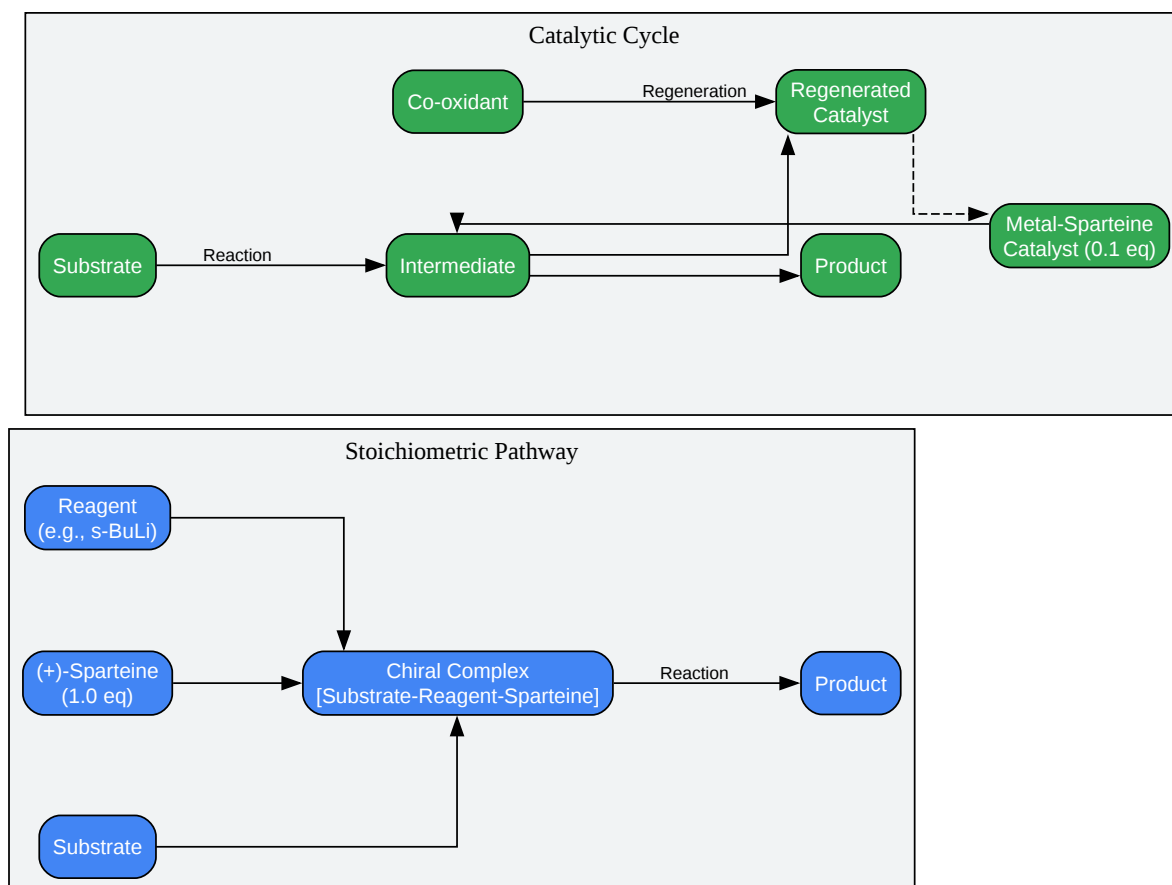 Catalytic Cycle
Co-oxidant
Regeneration
Regenerated
Catalyst
Substrate
Reaction
Intermediate
Product
Metal-Sparteine
Catalyst (0.1 eq)
Stoichiometric Pathway
Reagent
(e.g., s-BuLi)
(+)-Sparteine
(1.0 eq)
Chiral Complex
[Substrate-Reagent-Sparteine]
Reaction
Product
Substrate